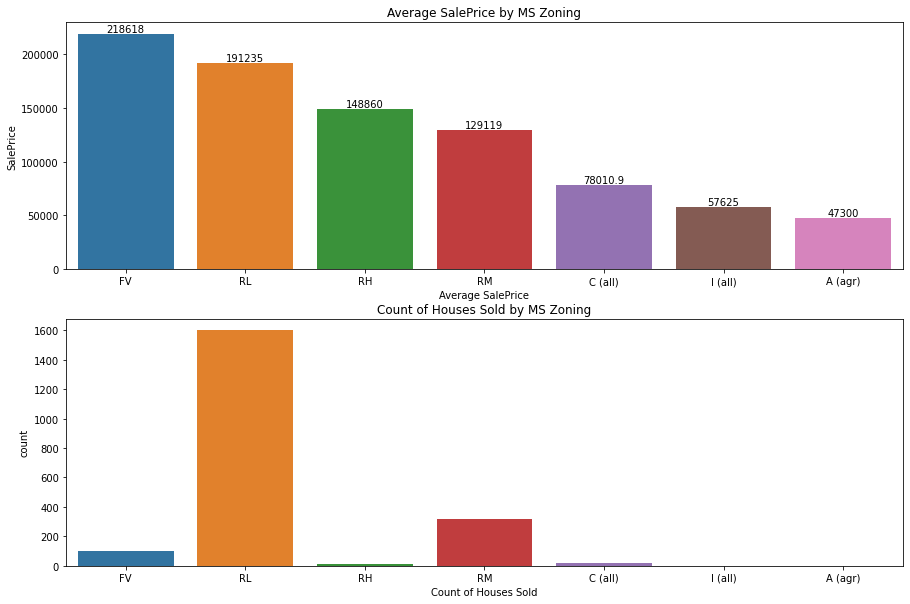 Average SalePrice by MS Zoning
218618
191235
148860
129119
78010.9
57625
47300
200000
150000
100000
50000
0
SalePrice
FV RL RH RM C (all) I (all) A (agr)
Average SalePrice
Count of Houses Sold by MS Zoning
1600
1400
1200
1000
800
600
400
200
0
count
FV RL RH RM C (all) I (all) A (agr)
Count of Houses Sold